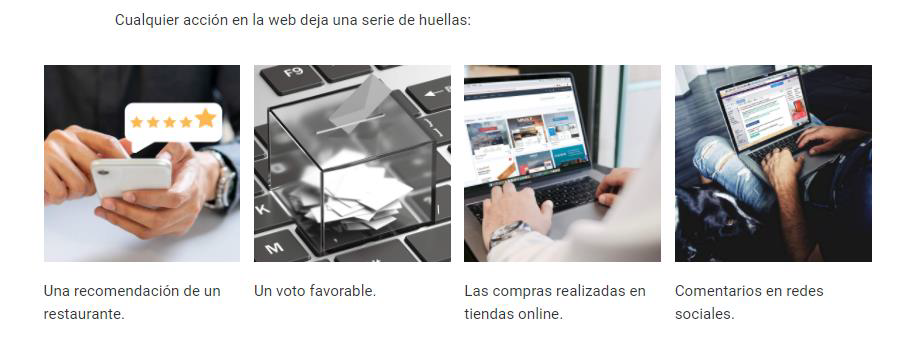 Cualquier acción en la web deja una serie de huellas:
F9
K
M
Una recomendación de un
restaurante.
Un voto favorable.
Las compras realizadas en
tiendas online.
Comentarios en redes
sociales.